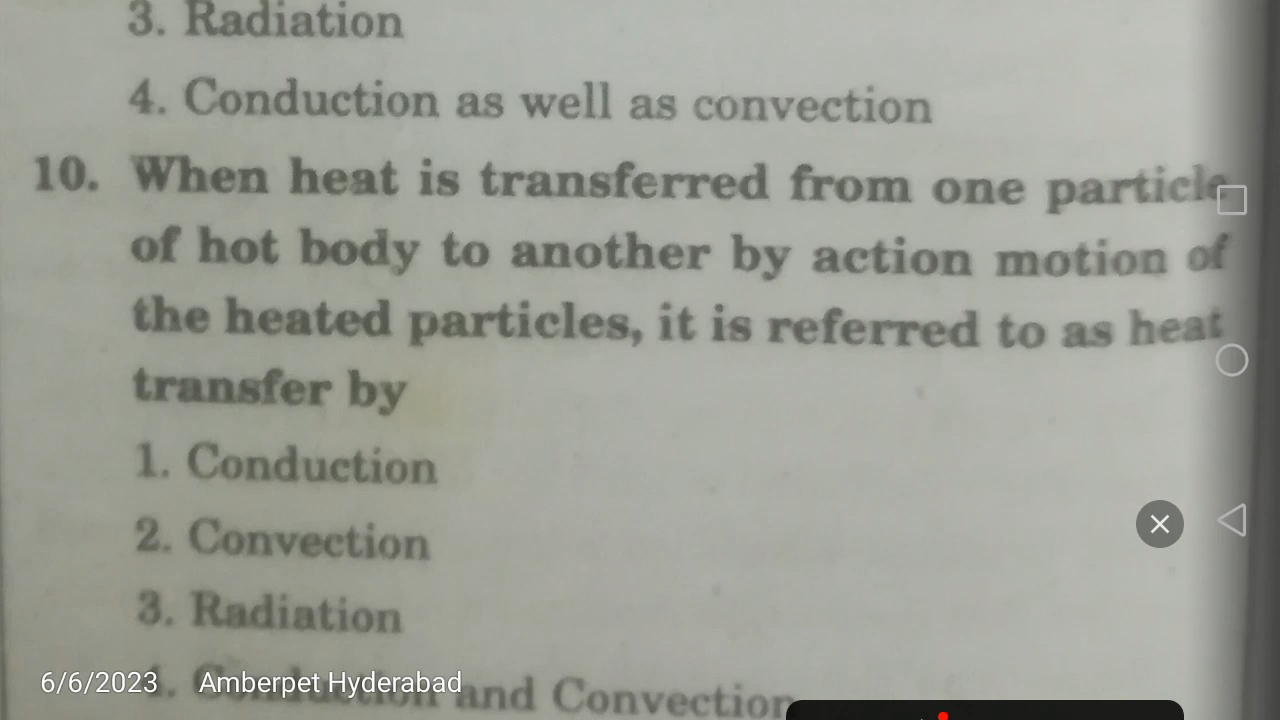 3. Radiation
4. Conduction as well as convection
10. When heat is transferred from one particle
of hot body to another by action motion of
the heated particles, it is referred to as heat
transfer by
1. Conduction
2. Convection
3. Radiation
4. Conduction and Convection
6/6/2023 Amberpet Hyderabad